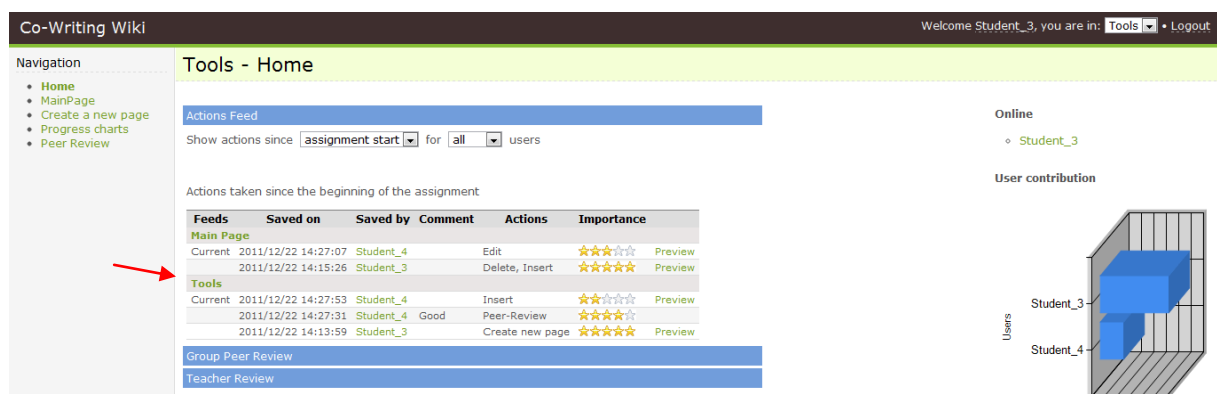 Co-Writing Wiki
Welcome Student_3, you are in: Tools • Logout
Navigation
• Home
• MainPage
• Create a new page
• Progress charts
• Peer Review
Tools - Home
Actions Feed
Show actions since assignment start for all users
Actions taken since the beginning of the assignment
Feeds Saved on Saved by Comment Actions Importance
Main Page
Current 2011/12/22 14:27:07 Student_4 Edit Preview
2011/12/22 14:15:26 Student_3 Delete, Insert Preview
Tools
Current 2011/12/22 14:27:53 Student_4 Insert Preview
2011/12/22 14:27:31 Student_4 Good Peer-Review
2011/12/22 14:13:59 Student_3 Create new page Preview
Group Peer Review
Teacher Review
Online
Student_3
User contribution
Users
Student_3
Student_4